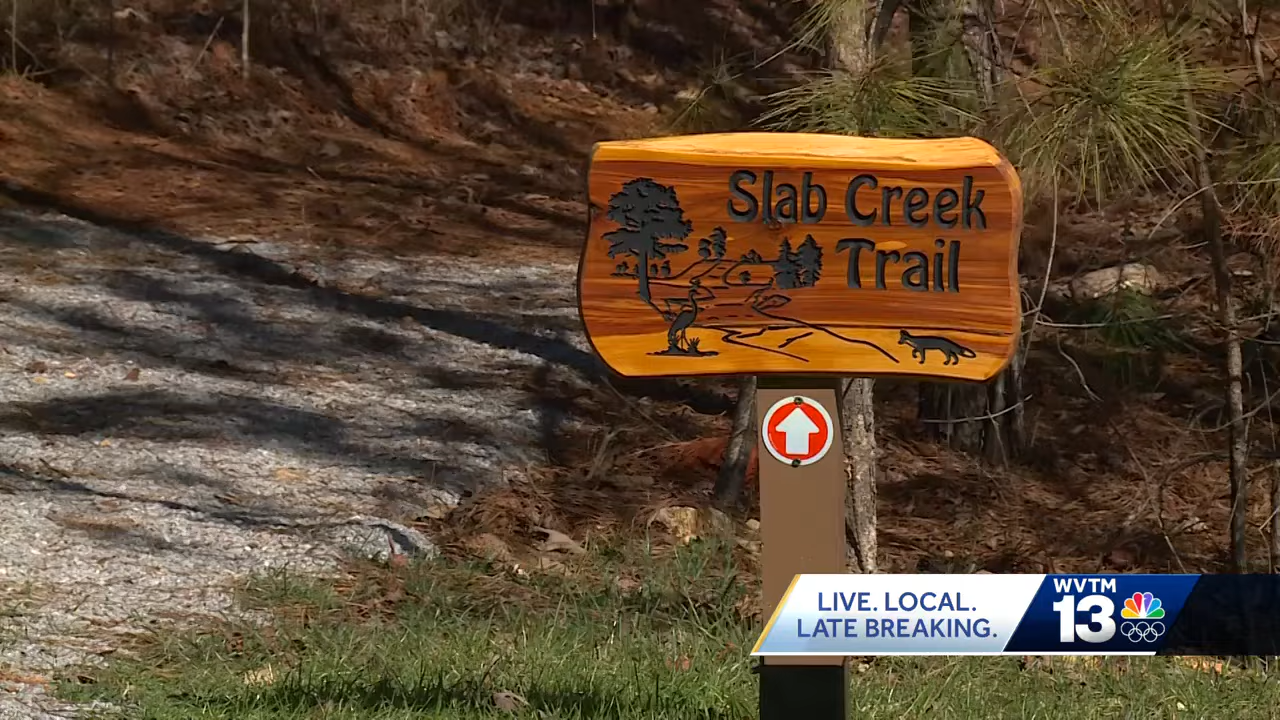 Slab Creek
Trail
LIVE. LOCAL.
LATE BREAKING.
WVTM
13